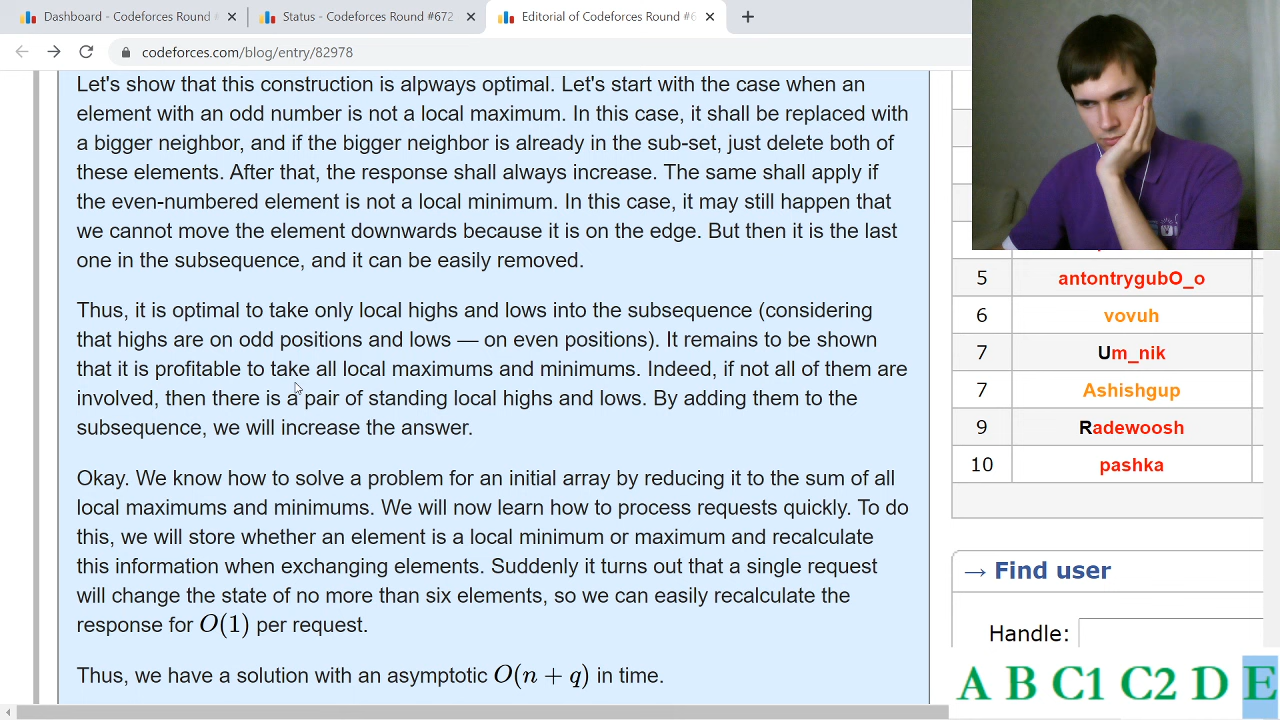 Dashboard - Codeforces Round #
Status - Codeforces Round #672
Editorial of Codeforces Round #6
codeforces.com/blog/entry/82978
Let's show that this construction is alpways optimal. Let's start with the case when an
element with an odd number is not a local maximum. In this case, it shall be replaced with
a bigger neighbor, and if the bigger neighbor is already in the sub-set, just delete both of
these elements. After that, the response shall always increase. The same shall apply if
the even-numbered element is not a local minimum. In this case, it may still happen that
we cannot move the element downwards because it is on the edge. But then it is the last
one in the subsequence, and it can be easily removed.
Thus, it is optimal to take only local highs and lows into the subsequence (considering
that highs are on odd positions and lows — on even positions). It remains to be shown
that it is profitable to take all local maximums and minimums. Indeed, if not all of them are
involved, then there is a pair of standing local highs and lows. By adding them to the
subsequence, we will increase the answer.
Okay. We know how to solve a problem for an initial array by reducing it to the sum of all
local maximums and minimums. We will now learn how to process requests quickly. To do
this, we will store whether an element is a local minimum or maximum and recalculate
this information when exchanging elements. Suddenly it turns out that a single request
will change the state of no more than six elements, so we can easily recalculate the
response for O(1) per request.
Thus, we have a solution with an asymptotic O(n + q) in time.
5 antontrygubO_o
6 vovuh
7 Um_nik
7 Ashishgup
9 Radewoosh
10 pashka
→ Find user
Handle:
A B C1 C2 D E